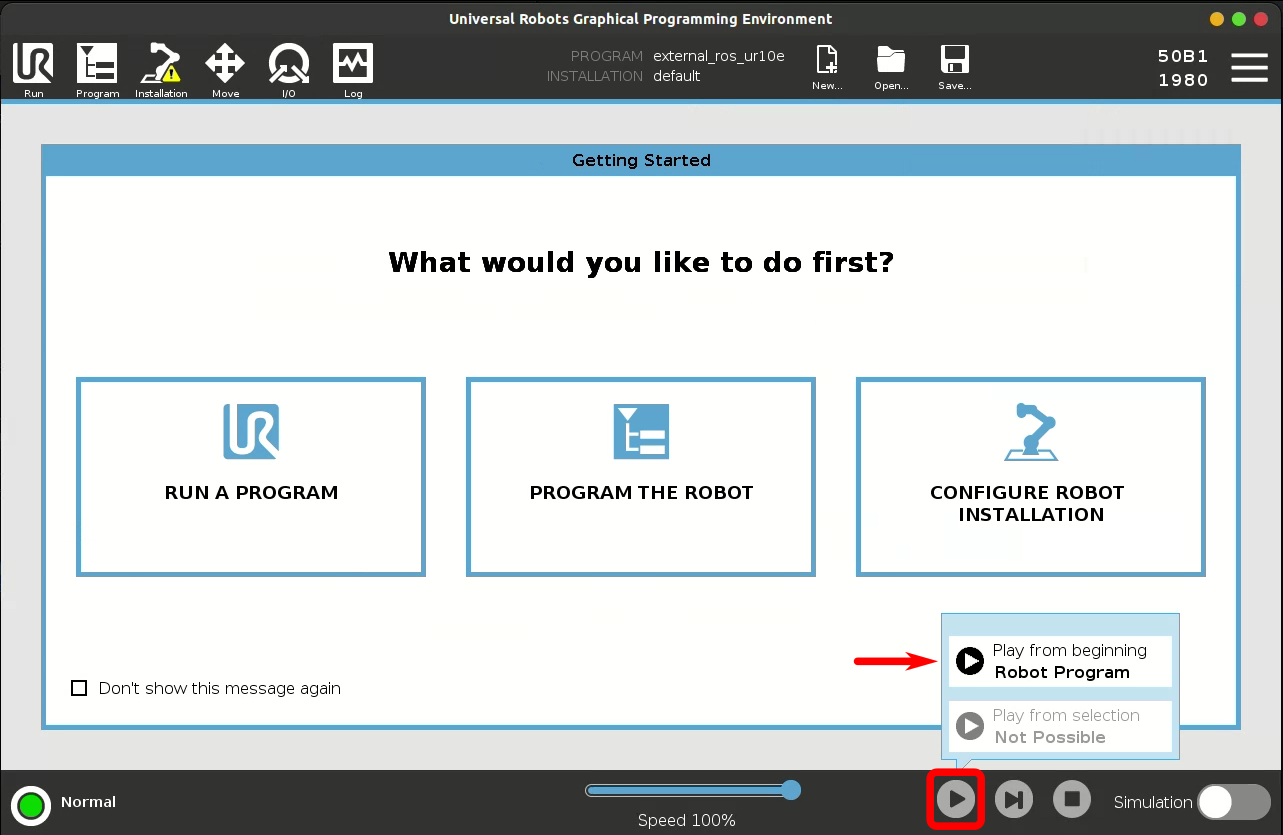 Universal Robots Graphical Programming Environment
Run
Program
Installation
Move
I/O
Log
PROGRAM external_ros_ur10e
INSTALLATION default
New...
Open...
Save...
50B1
1980
Getting Started
What would you like to do first?
RUN A PROGRAM
PROGRAM THE ROBOT
CONFIGURE ROBOT
INSTALLATION
Don't show this message again
Play from beginning
Robot Program
Play from selection
Not Possible
Normal
Speed 100%
Simulation